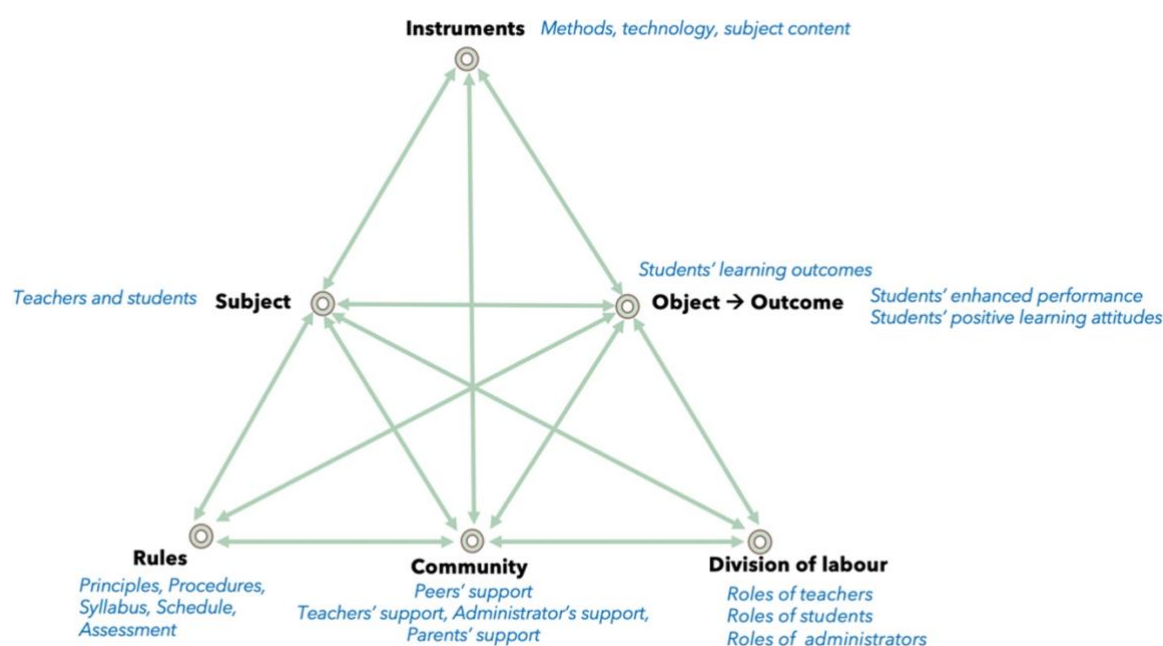 Instruments Methods, technology, subject content
Students' learning outcomes
Teachers and students Subject
Object → Outcome
Students' enhanced performance
Students' positive learning attitudes
Rules
Principles, Procedures,
Syllabus, Schedule,
Assessment
Community
Peers' support
Teachers' support, Administrator's support,
Parents' support
Division of labour
Roles of teachers
Roles of students
Roles of administrators